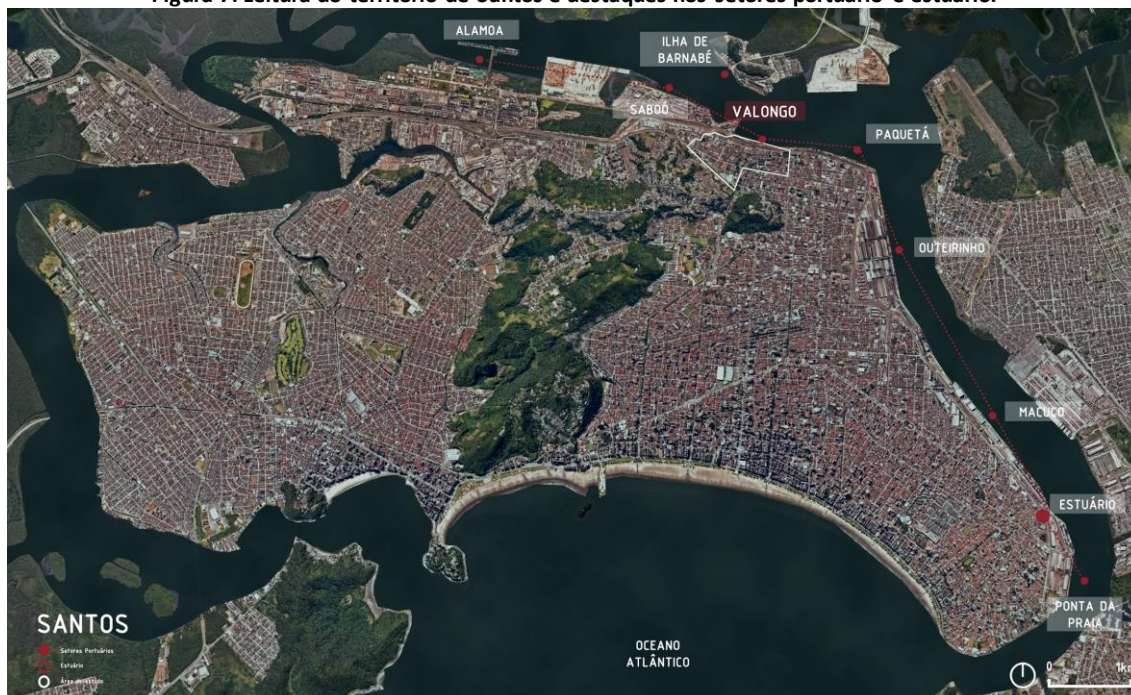 Figura 7: Leitura do território de Santos e destaques nos setores portuário e estuário.
ALAMOA
ILHA DE
BARNABÉ
SABOÓ
VALONGO
PAQUETÁ
OUTEIRINHO
MACUCO
ESTUÁRIO
PONTA DA
PRAIA
OCEANO
ATLÂNTICO
SANTOS
Setores Portuários
Estuário
Área de estudo
0 1km